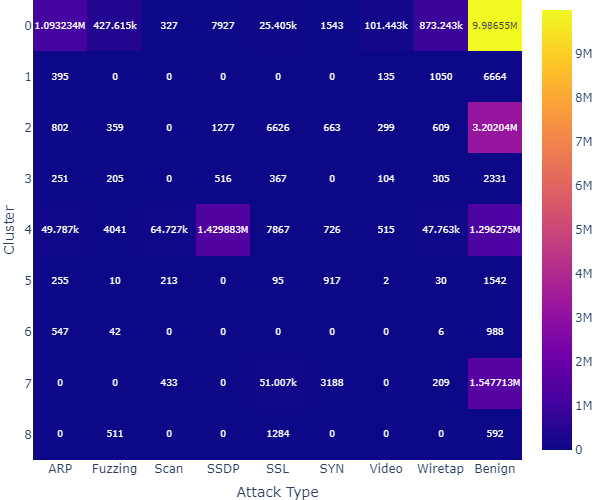 0 1.093234M 427.615k 327 7927 25.405k 1543 101.443k 873.243k 9.98655M
1 395 0 0 0 0 0 135 1050 6664
2 802 359 0 1277 6626 663 299 609 3.20204M
3 251 205 0 516 367 0 104 305 2331
4 49.787k 4041 64.727k 1.429883M 7867 726 515 47.763k 1.296275M
5 255 10 213 0 95 917 2 30 1542
6 547 42 0 0 0 0 0 6 988
7 0 0 433 0 51.007k 3188 0 209 1.547713M
8 0 511 0 0 1284 0 0 0 592
ARP Fuzzing Scan SSDP SSL SYN Video Wiretap Benign
Attack Type
Cluster
9M
8M
7M
6M
5M
4M
3M
2M
1M
0